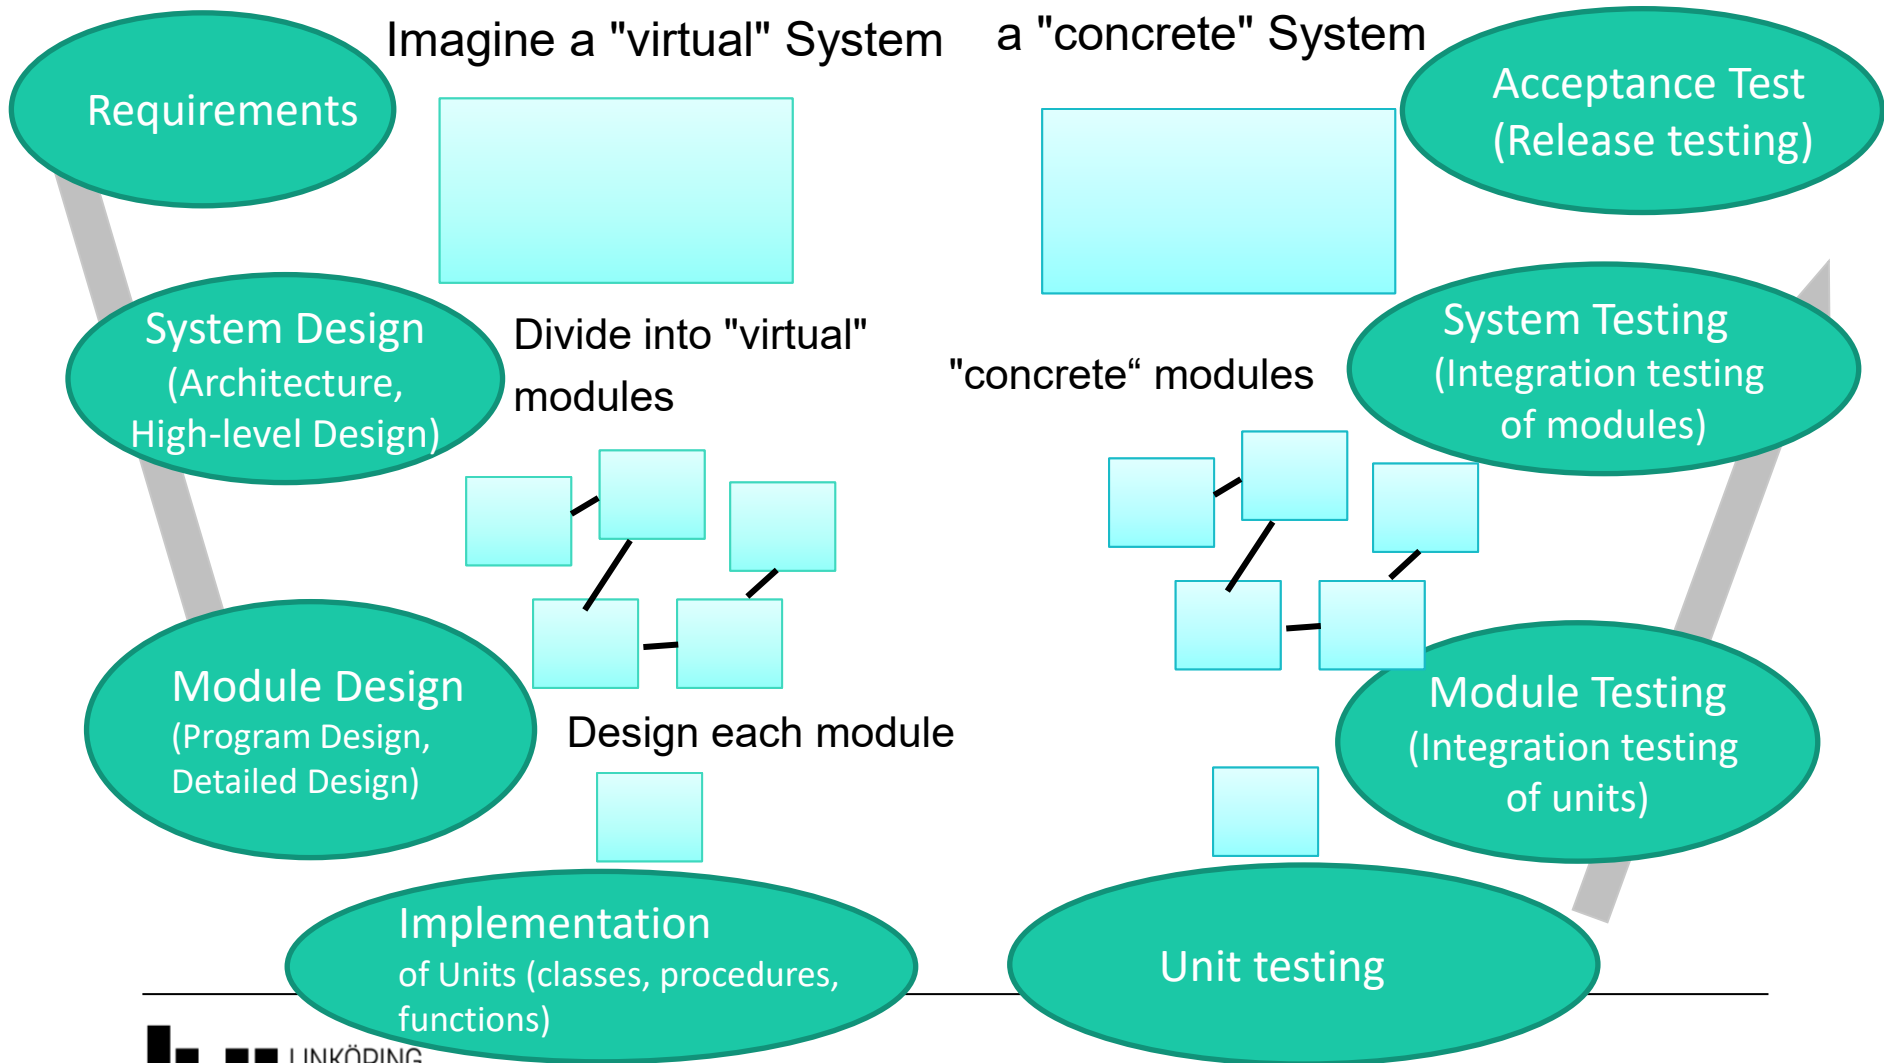 Imagine a "virtual" System
a "concrete" System
Requirements
Acceptance Test
(Release testing)
System Design
(Architecture,
High-level Design)
Divide into "virtual"
modules
"concrete“ modules
System Testing
(Integration testing
of modules)
Module Design
(Program Design,
Detailed Design)
Design each module
Module Testing
(Integration testing
of units)
Implementation
of Units (classes, procedures,
functions)
Unit testing
LINKÖPING